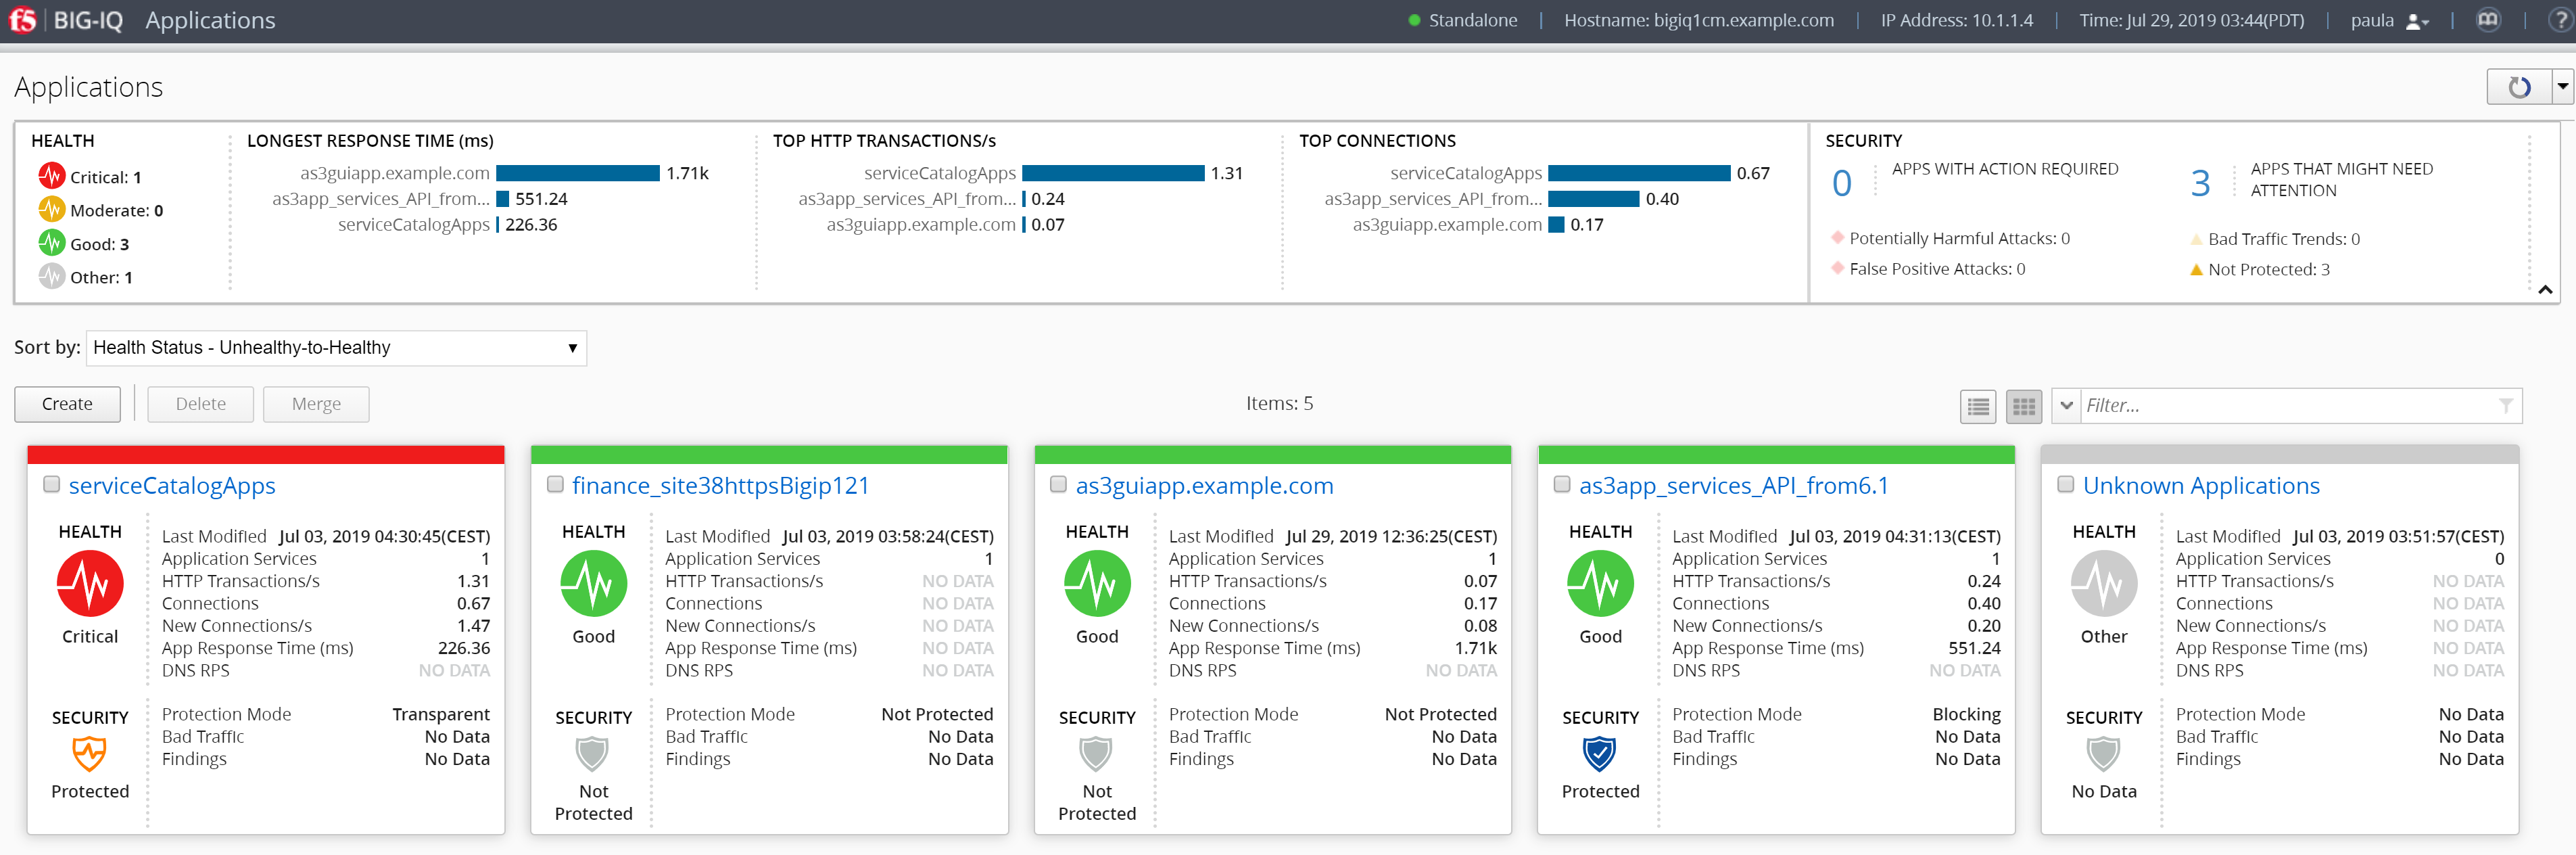 f5 BIG-IQ Applications
Standalone Hostname: bigiq1cm.example.com IP Address: 10.1.1.4 Time: Jul 29, 2019 03:44(PDT) paula ?
Applications
HEALTH
Critical: 1
Moderate: 0
Good: 3
Other: 1
LONGEST RESPONSE TIME (ms)
as3guiapp.example.com 1.71k
as3app_services_API_from... 551.24
serviceCatalogApps 226.36
TOP HTTP TRANSACTIONS/s
serviceCatalogApps 1.31
as3app_services_API_from... 0.24
as3guiapp.example.com 0.07
TOP CONNECTIONS
serviceCatalogApps 0.67
as3app_services_API_from... 0.40
as3guiapp.example.com 0.17
SECURITY
0 APPS WITH ACTION REQUIRED
Potentially Harmful Attacks: 0
False Positive Attacks: 0
3 APPS THAT MIGHT NEED
ATTENTION
Bad Traffic Trends: 0
Not Protected: 3
Sort by: Health Status - Unhealthy-to-Healthy
Create Delete Merge
Items: 5
Filter...
serviceCatalogApps
HEALTH
Critical
Last Modified Jul 03, 2019 04:30:45(CEST)
Application Services 1
HTTP Transactions/s 1.31
Connections 0.67
New Connections/s 1.47
App Response Time (ms) 226.36
DNS RPS NO DATA
SECURITY
Protected
Protection Mode Transparent
Bad Traffic No Data
Findings No Data
finance_site38httpsBigip121
HEALTH
Good
Last Modified Jul 03, 2019 03:58:24(CEST)
Application Services 1
HTTP Transactions/s NO DATA
Connections NO DATA
New Connections/s NO DATA
App Response Time (ms) NO DATA
DNS RPS NO DATA
SECURITY
Not
Protected
Protection Mode Not Protected
Bad Traffic No Data
Findings No Data
as3guiapp.example.com
HEALTH
Good
Last Modified Jul 29, 2019 12:36:25(CEST)
Application Services 1
HTTP Transactions/s 0.07
Connections 0.17
New Connections/s 0.08
App Response Time (ms) 1.71k
DNS RPS NO DATA
SECURITY
Not
Protected
Protection Mode Not Protected
Bad Traffic No Data
Findings No Data
as3app_services_API_from6.1
HEALTH
Good
Last Modified Jul 03, 2019 04:31:13(CEST)
Application Services 1
HTTP Transactions/s 0.24
Connections 0.40
New Connections/s 0.20
App Response Time (ms) 551.24
DNS RPS NO DATA
SECURITY
Protected
Protection Mode Blocking
Bad Traffic No Data
Findings No Data
Unknown Applications
HEALTH
Other
Last Modified Jul 03, 2019 03:51:57(CEST)
Application Services 0
HTTP Transactions/s NO DATA
Connections NO DATA
New Connections/s NO DATA
App Response Time (ms) NO DATA
DNS RPS NO DATA
SECURITY
No Data
Protection Mode No Data
Bad Traffic No Data
Findings No Data